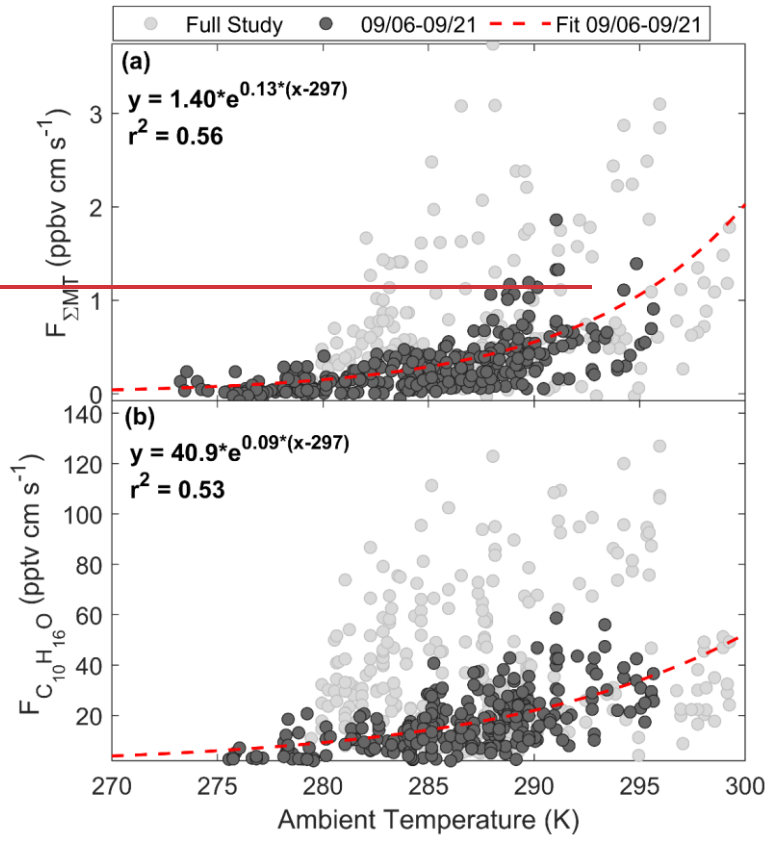 Full Study 09/06-09/21 Fit 09/06-09/21
(a)
y = 1.40*e^0.13*(x-297)
r^2 = 0.56
F_ΣMT (ppbv cm s^-1)
3
2
1
0
(b)
y = 40.9*e^0.09*(x-297)
r^2 = 0.53
F_C10H16O (pptv cm s^-1)
140
120
100
80
60
40
20
270 275 280 285 290 295 300
Ambient Temperature (K)